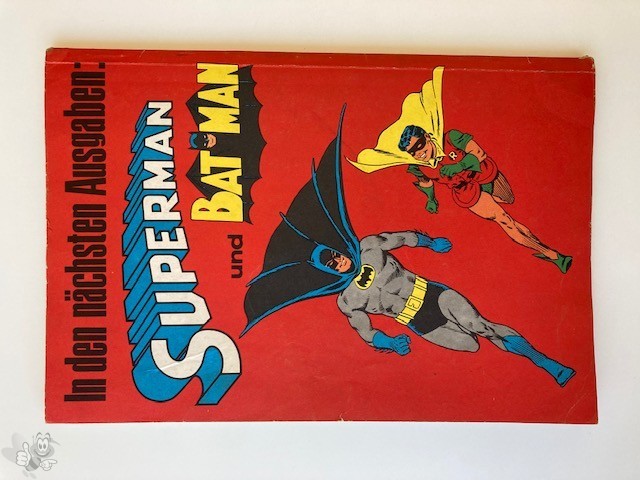 In den nächsten Ausgaben:
SUPERMAN
und
BATMAN
R